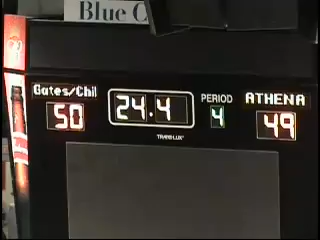 Blue C
Gates/Chil 24.4 PERIOD ATHENA
50 4 49
TRANS-LUX